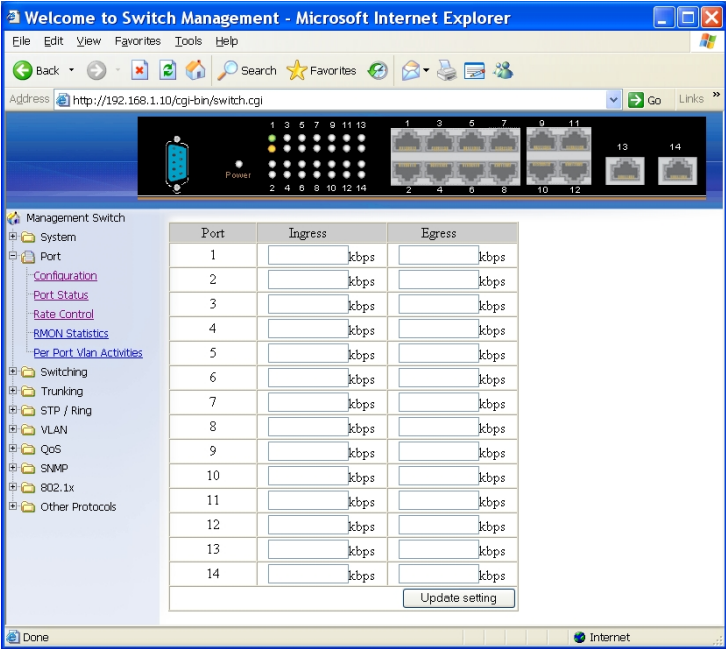 Welcome to Switch Management - Microsoft Internet Explorer
File Edit View Favorites Tools Help
Back Search Favorites
Address http://192.168.1.10/cgi-bin/switch.cgi Go Links »
1 3 5 7 9 11 13
Power
2 4 6 8 10 12 14
1 3 5 7 9 11
2 4 6 8 10 12
13 14
Management Switch
System
Port
Configuration
Port Status
Rate Control
RMON Statistics
Per Port Vlan Activities
Switching
Trunking
STP / Ring
VLAN
QoS
SNMP
802.1x
Other Protocols
Port Ingress Egress
1 kbps kbps
2 kbps kbps
3 kbps kbps
4 kbps kbps
5 kbps kbps
6 kbps kbps
7 kbps kbps
8 kbps kbps
9 kbps kbps
10 kbps kbps
11 kbps kbps
12 kbps kbps
13 kbps kbps
14 kbps kbps
Update setting
Done Internet